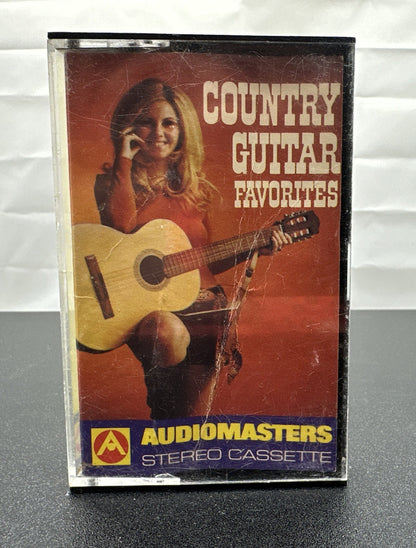 COUNTRY
GUITAR
FAVORITES
AUDIOMASTERS
STEREO CASSETTE